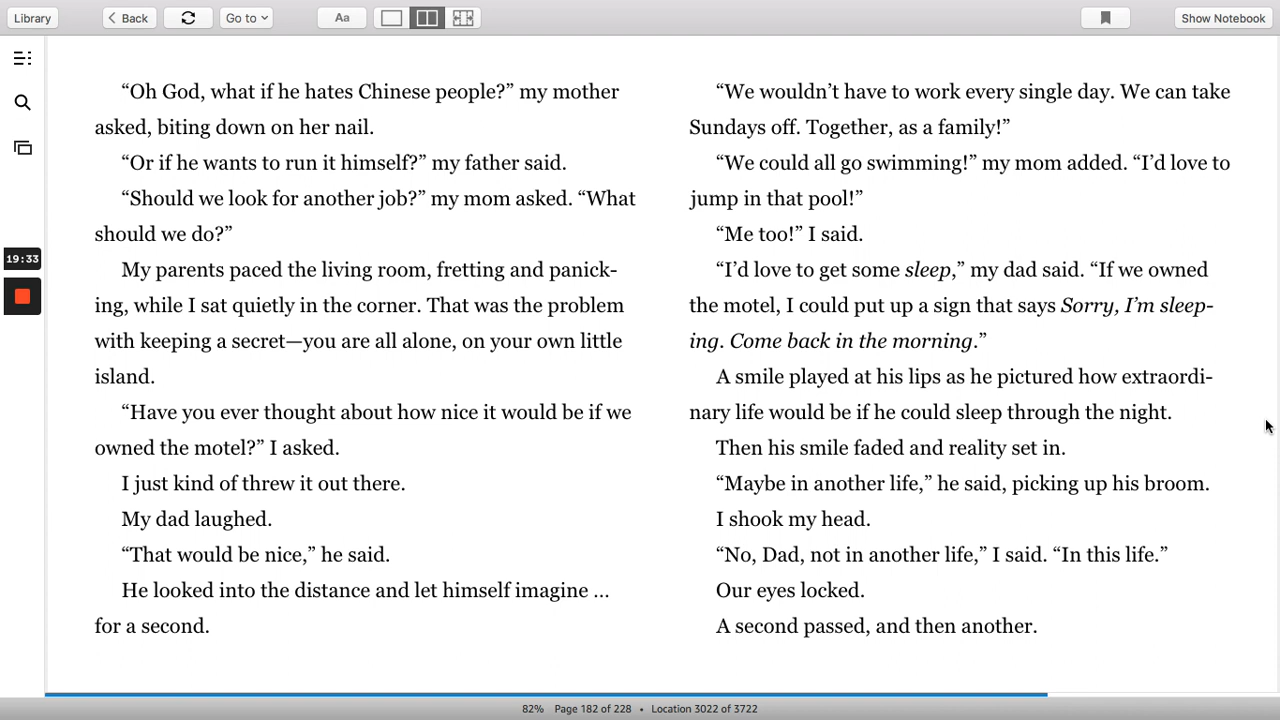 Library
Back
Go to
Aa
Show Notebook
19:33
“Oh God, what if he hates Chinese people?” my mother
asked, biting down on her nail.
“Or if he wants to run it himself?” my father said.
“Should we look for another job?” my mom asked. “What
should we do?”
My parents paced the living room, fretting and panick-
ing, while I sat quietly in the corner. That was the problem
with keeping a secret—you are all alone, on your own little
island.
“Have you ever thought about how nice it would be if we
owned the motel?” I asked.
I just kind of threw it out there.
My dad laughed.
“That would be nice,” he said.
He looked into the distance and let himself imagine ...
for a second.
“We wouldn’t have to work every single day. We can take
Sundays off. Together, as a family!”
“We could all go swimming!” my mom added. “I’d love to
jump in that pool!”
“Me too!” I said.
“I’d love to get some sleep,” my dad said. “If we owned
the motel, I could put up a sign that says Sorry, I’m sleep-
ing. Come back in the morning.”
A smile played at his lips as he pictured how extraordi-
nary life would be if he could sleep through the night.
Then his smile faded and reality set in.
“Maybe in another life,” he said, picking up his broom.
I shook my head.
“No, Dad, not in another life,” I said. “In this life.”
Our eyes locked.
A second passed, and then another.
82% Page 182 of 228 • Location 3022 of 3722